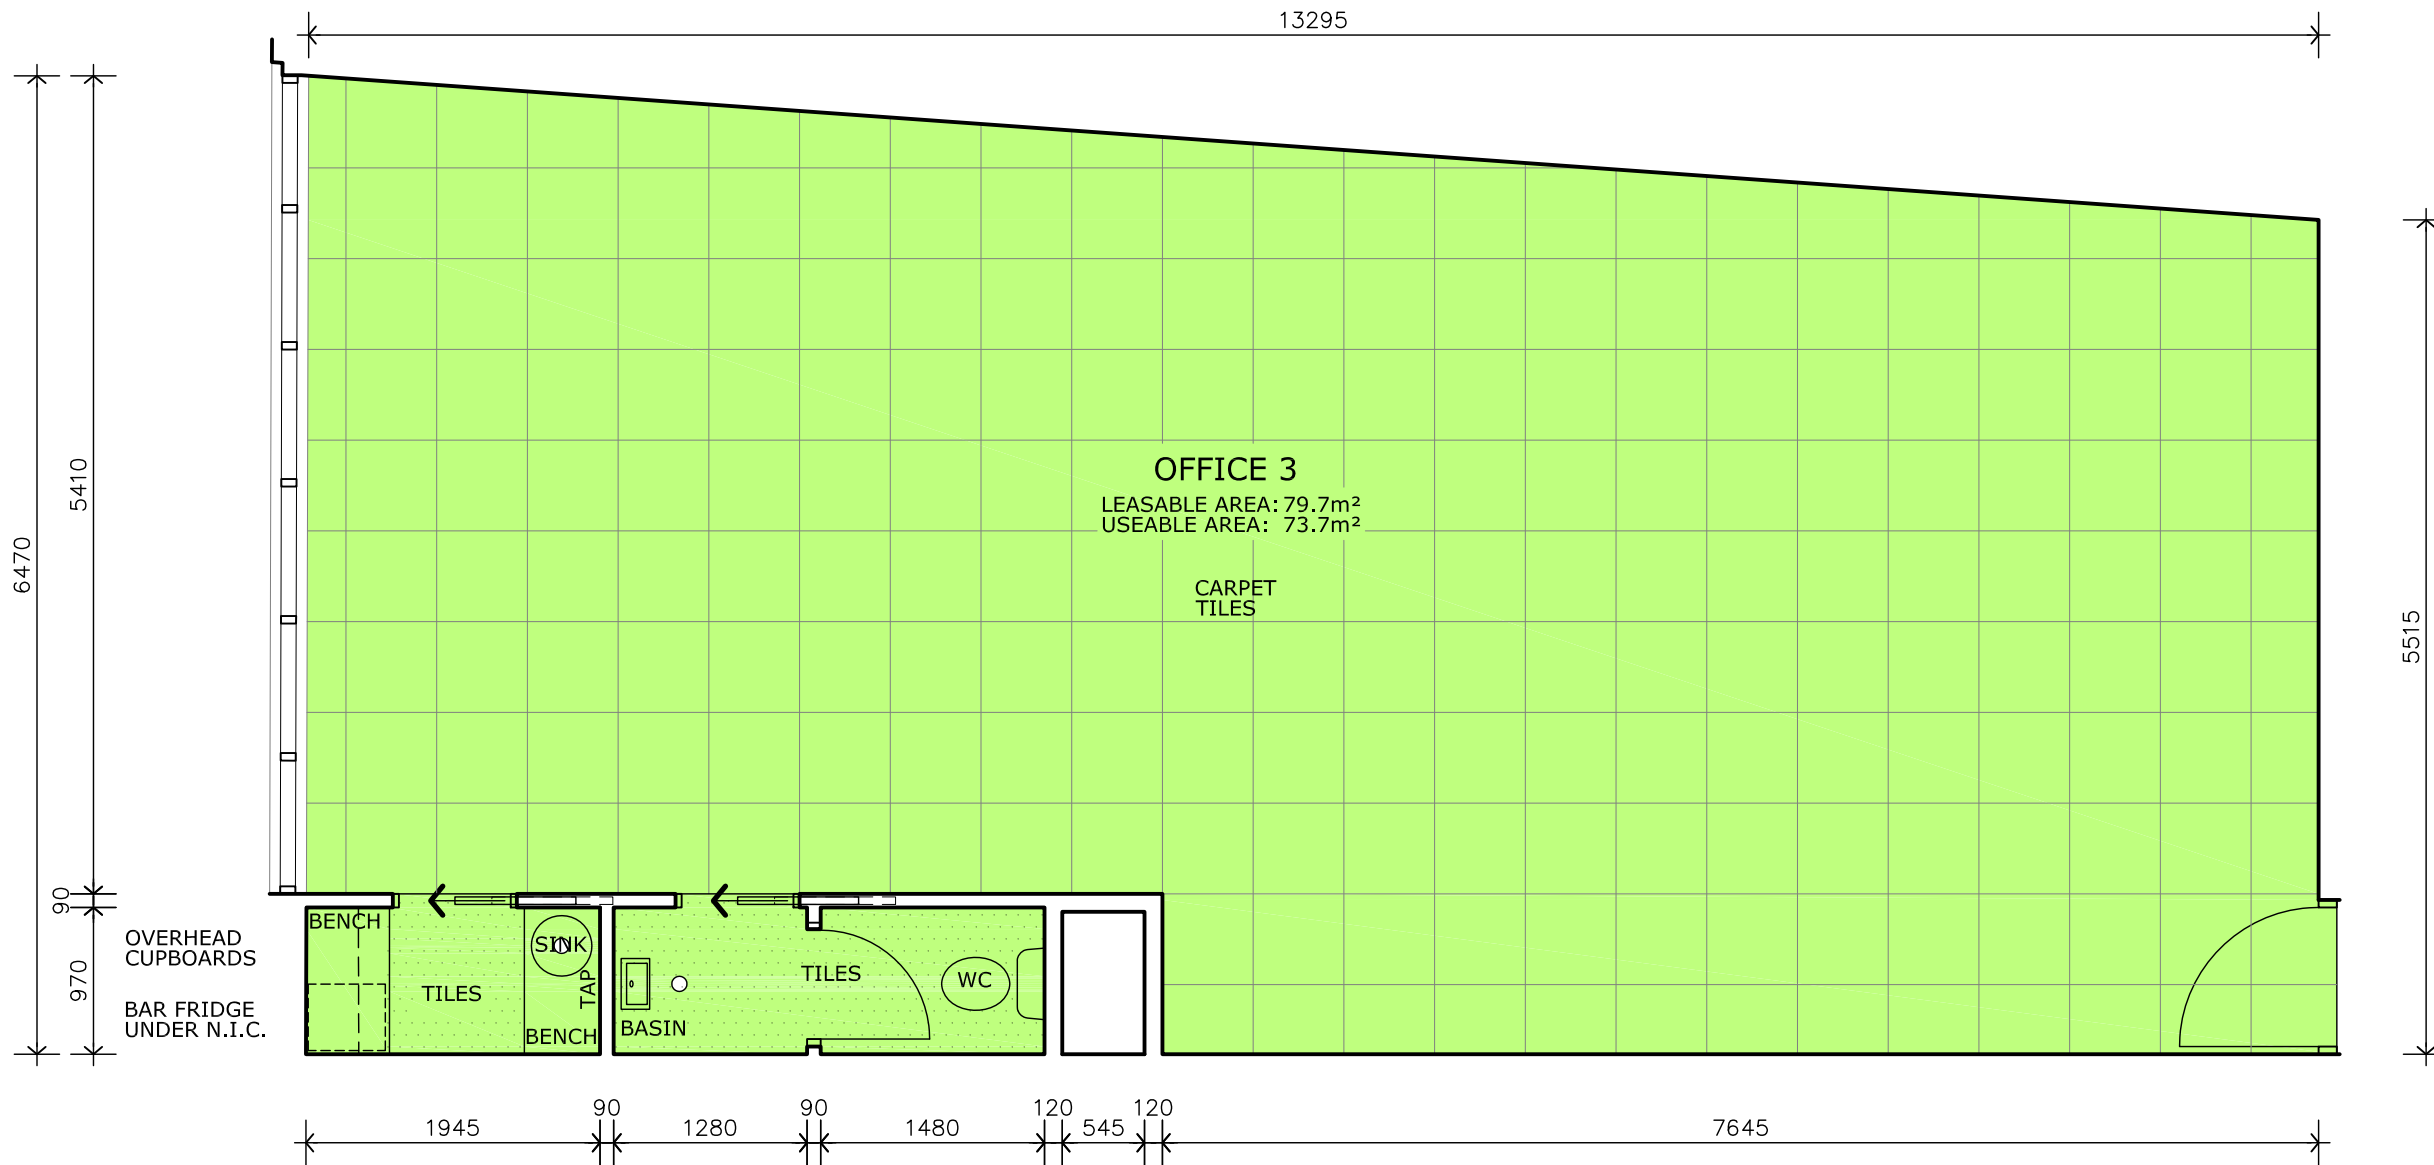 13295
6470
5410
90
970
5515
OFFICE 3
LEASABLE AREA: 79.7m²
USEABLE AREA: 73.7m²
CARPET
TILES
OVERHEAD
CUPBOARDS
BAR FRIDGE
UNDER N.I.C.
BENCH
TILES
SINK
TAP
BENCH
BASIN
TILES
WC
1945
90
1280
90
1480
120
545
120
7645